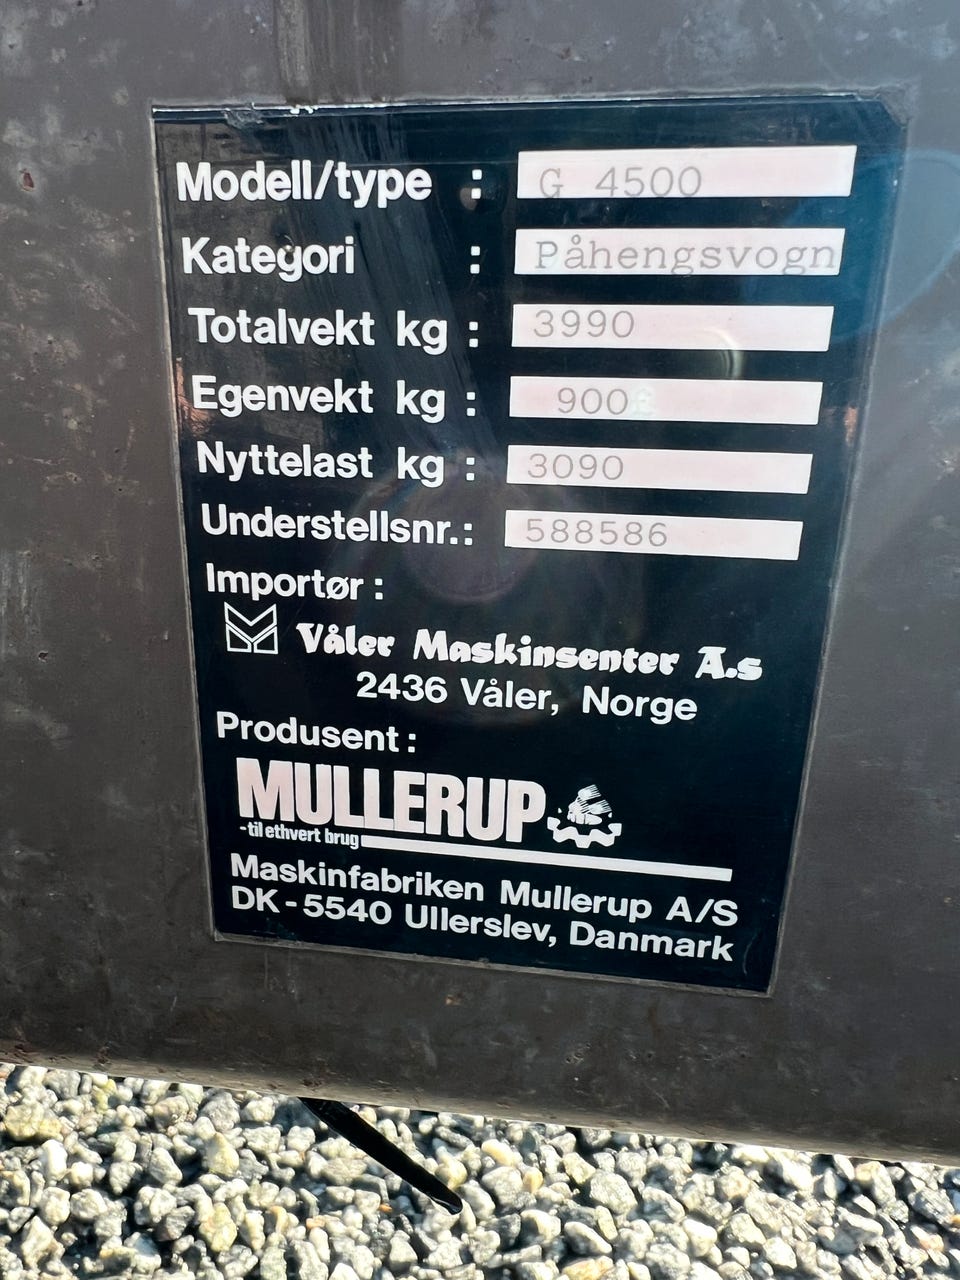 Modell/type : G 4500
Kategori : Påhengsvogn
Totalvekt kg : 3990
Egenvekt kg : 900
Nyttelast kg : 3090
Understellsnr.: 588586
Importør :
Våler Maskinsenter A.s
2436 Våler, Norge
Produsent :
MULLERUP
-til ethvert brug
Maskinfabriken Mullerup A/S
DK-5540 Ullerslev, Danmark